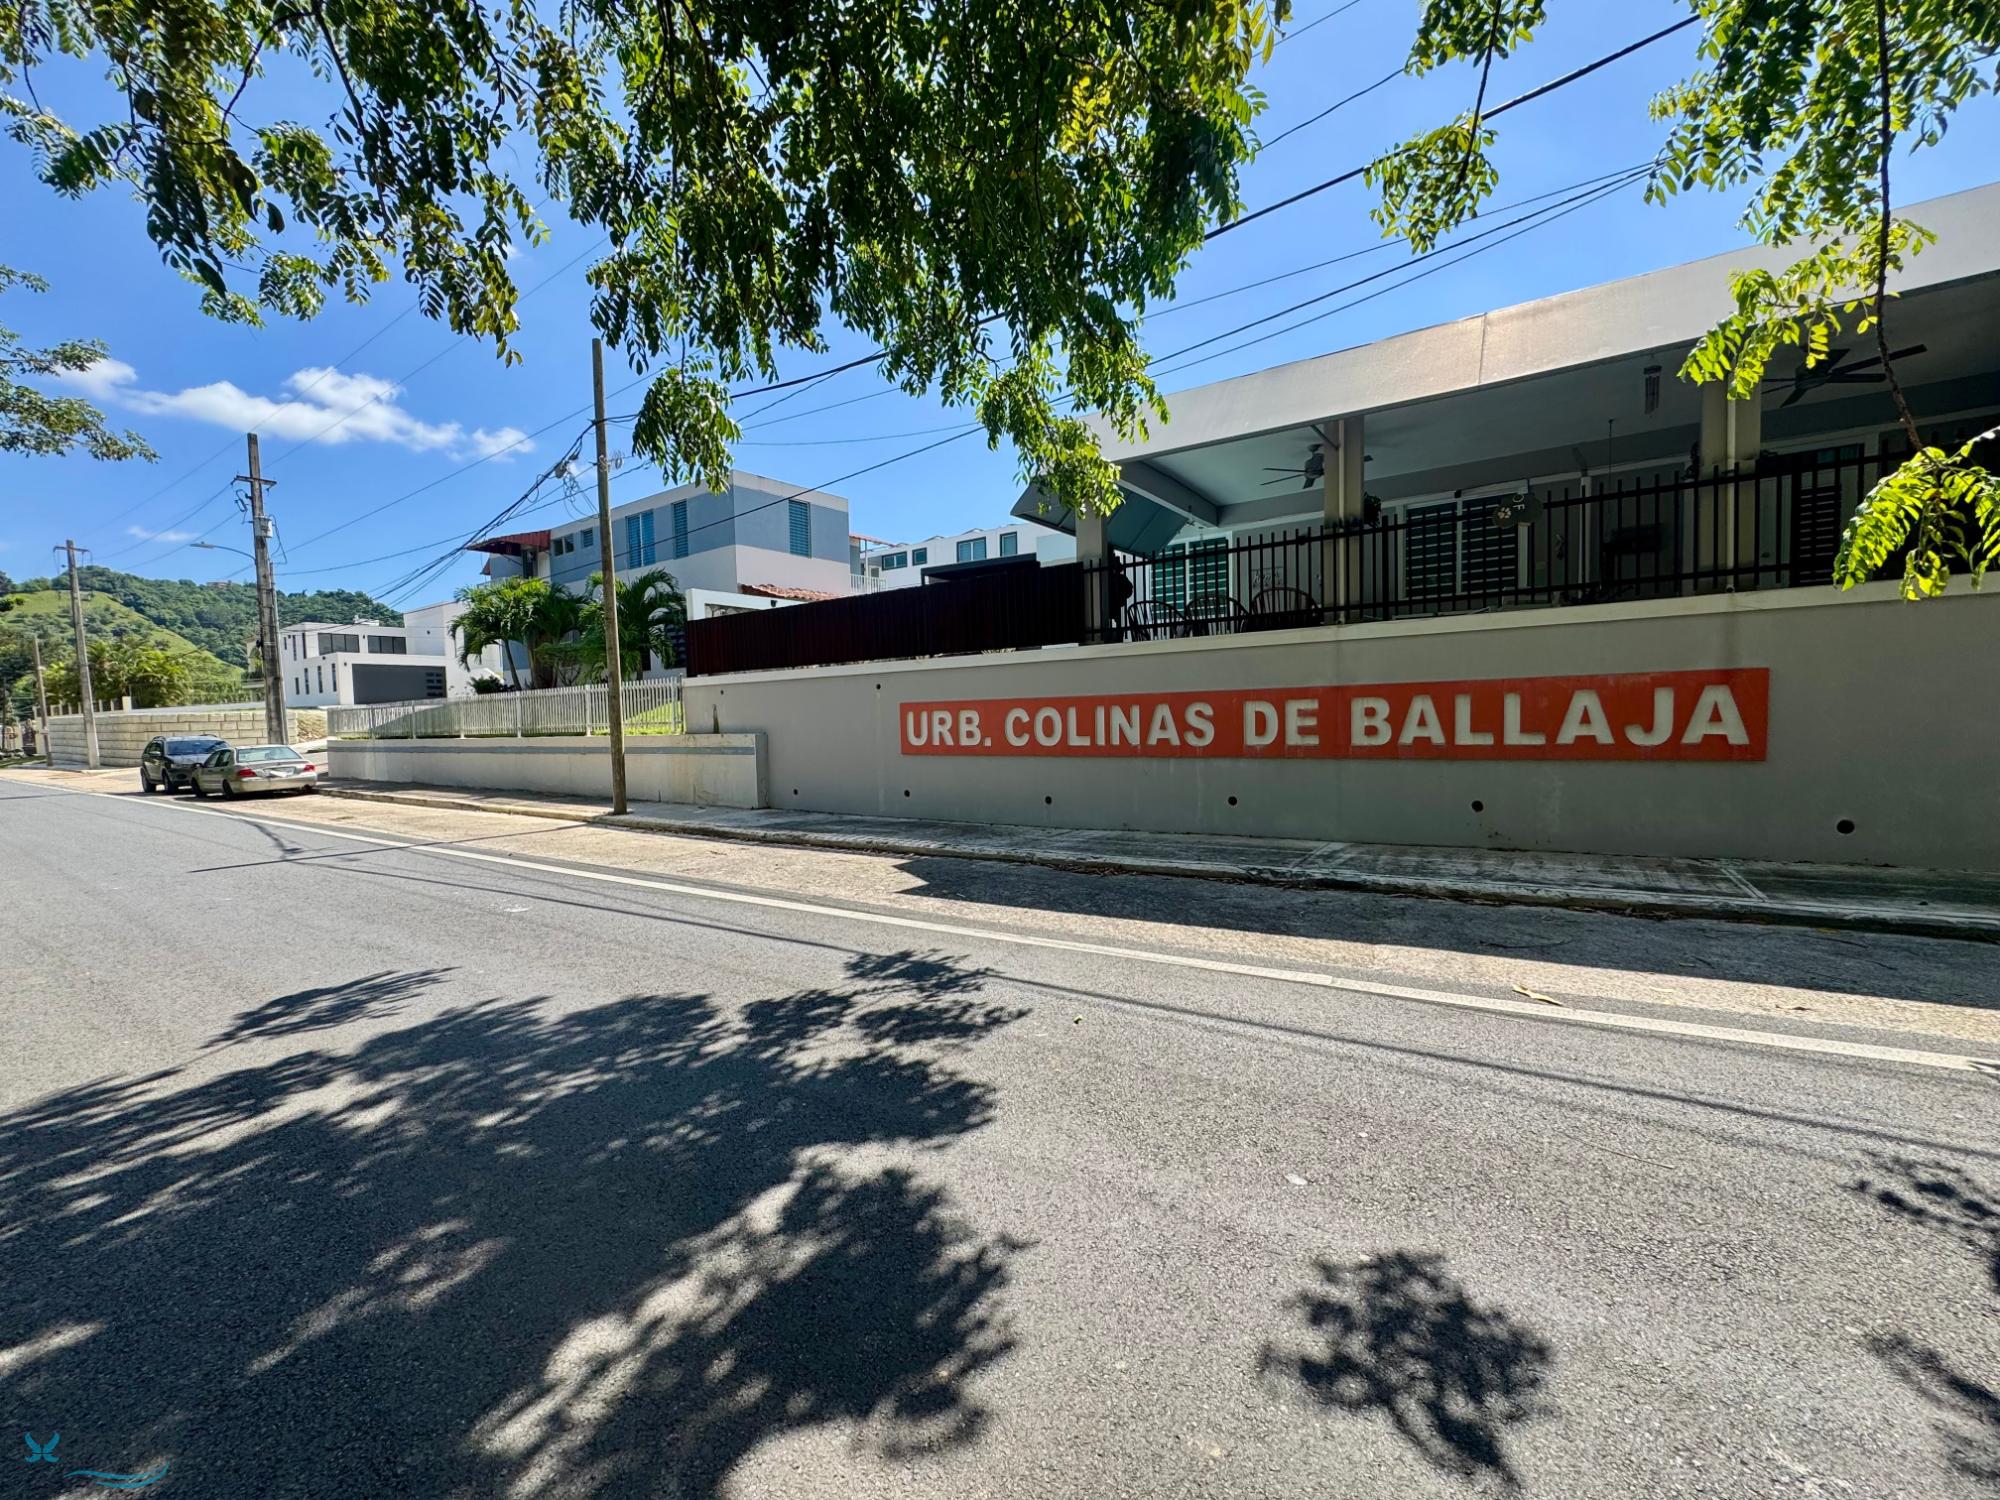 URB. COLINAS DE BALLAJA